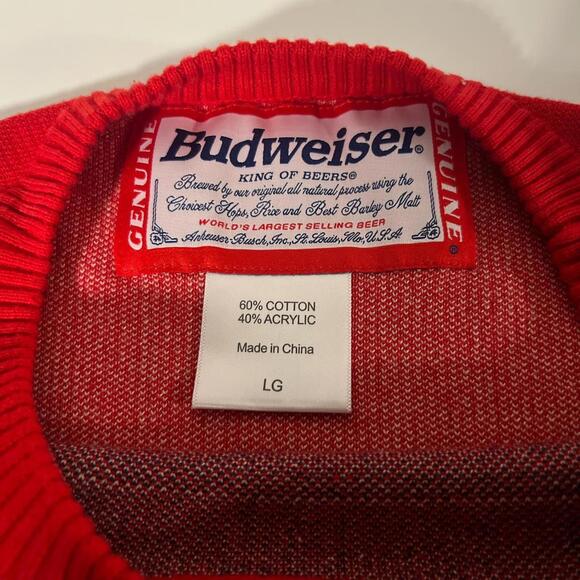 GENUINE
Budweiser®
KING OF BEERS®
Brewed by our original all natural process using the
Choicest Hops, Rice and Best Barley Malt
WORLD'S LARGEST SELLING BEER
Anheuser-Busch, Inc., St. Louis, Mo., U.S.A.
GENUINE
®
60% COTTON
40% ACRYLIC
Made in China
LG